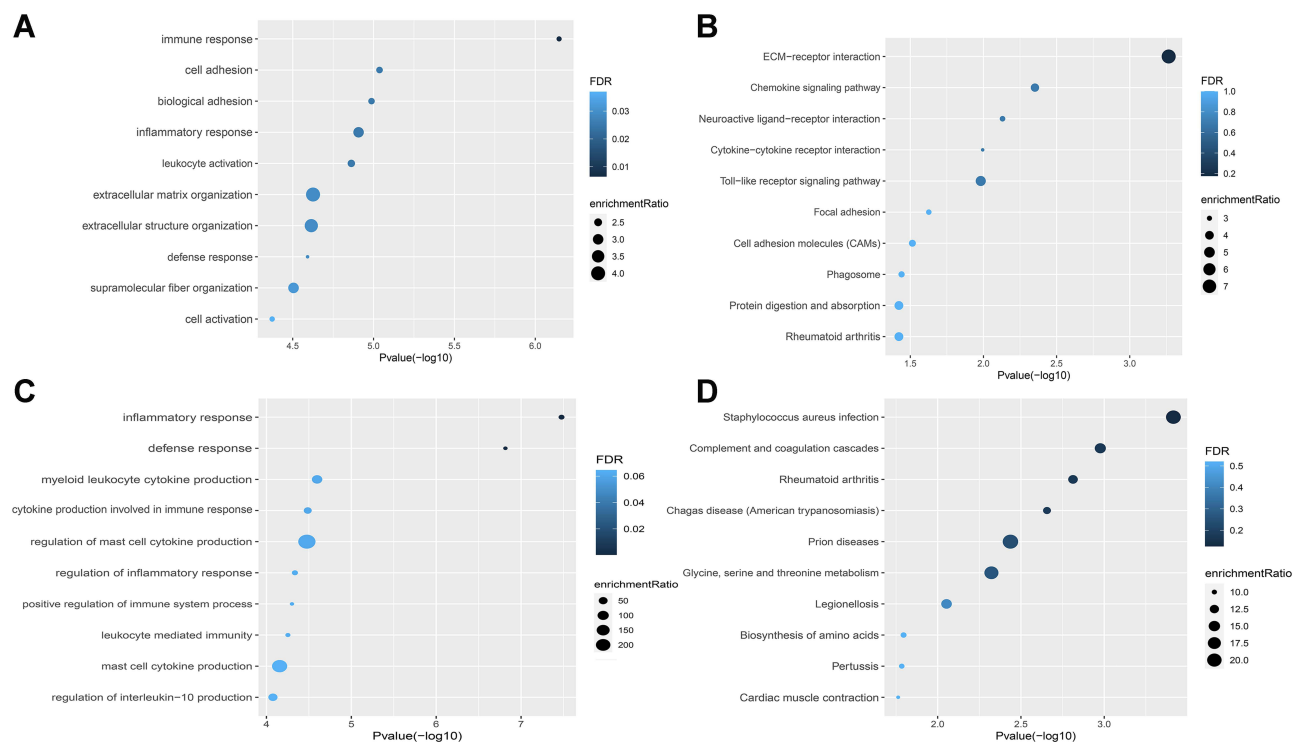 A
immune response
cell adhesion
biological adhesion
inflammatory response
leukocyte activation
extracellular matrix organization
extracellular structure organization
defense response
supramolecular fiber organization
cell activation
4.5 5.0 5.5 6.0
Pvalue(−log10)
FDR
0.03
0.02
0.01
enrichmentRatio
2.5
3.0
3.5
4.0
B
ECM−receptor interaction
Chemokine signaling pathway
Neuroactive ligand−receptor interaction
Cytokine−cytokine receptor interaction
Toll−like receptor signaling pathway
Focal adhesion
Cell adhesion molecules (CAMs)
Phagosome
Protein digestion and absorption
Rheumatoid arthritis
1.5 2.0 2.5 3.0
Pvalue(−log10)
FDR
1.0
0.8
0.6
0.4
0.2
enrichmentRatio
3
4
5
6
7
C
inflammatory response
defense response
myeloid leukocyte cytokine production
cytokine production involved in immune response
regulation of mast cell cytokine production
regulation of inflammatory response
positive regulation of immune system process
leukocyte mediated immunity
mast cell cytokine production
regulation of interleukin−10 production
4 5 6 7
Pvalue(−log10)
FDR
0.06
0.04
0.02
enrichmentRatio
50
100
150
200
D
Staphylococcus aureus infection
Complement and coagulation cascades
Rheumatoid arthritis
Chagas disease (American trypanosomiasis)
Prion diseases
Glycine, serine and threonine metabolism
Legionellosis
Biosynthesis of amino acids
Pertussis
Cardiac muscle contraction
2.0 2.5 3.0
Pvalue(−log10)
FDR
0.5
0.4
0.3
0.2
enrichmentRatio
10.0
12.5
15.0
17.5
20.0